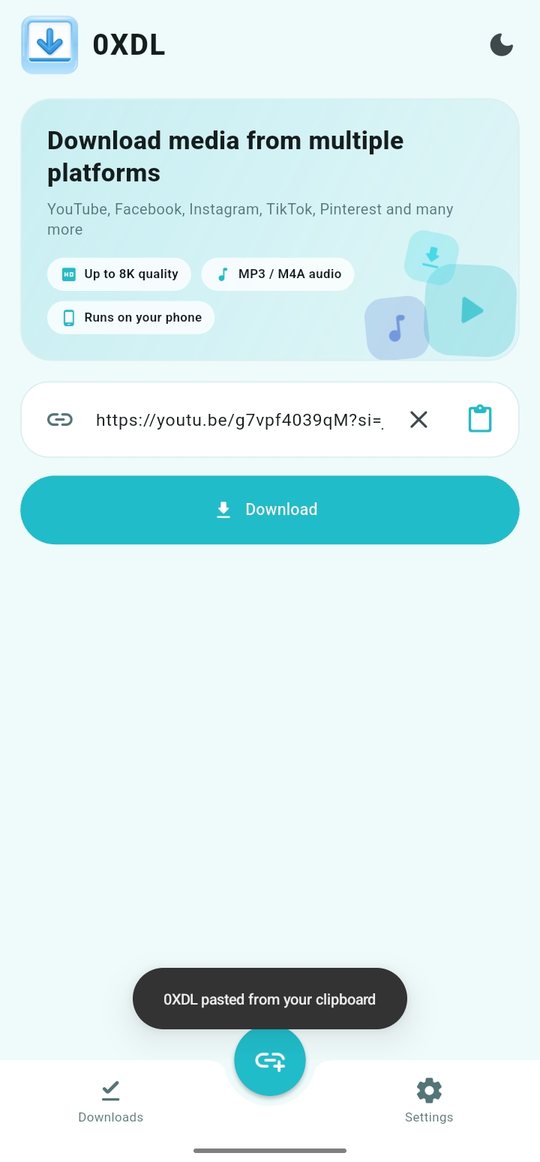 0XDL
Download media from multiple
platforms
YouTube, Facebook, Instagram, TikTok, Pinterest and many
more
HD Up to 8K quality
MP3 / M4A audio
Runs on your phone
https://youtu.be/g7vpf4039qM?si=
Download
0XDL pasted from your clipboard
Downloads
Settings